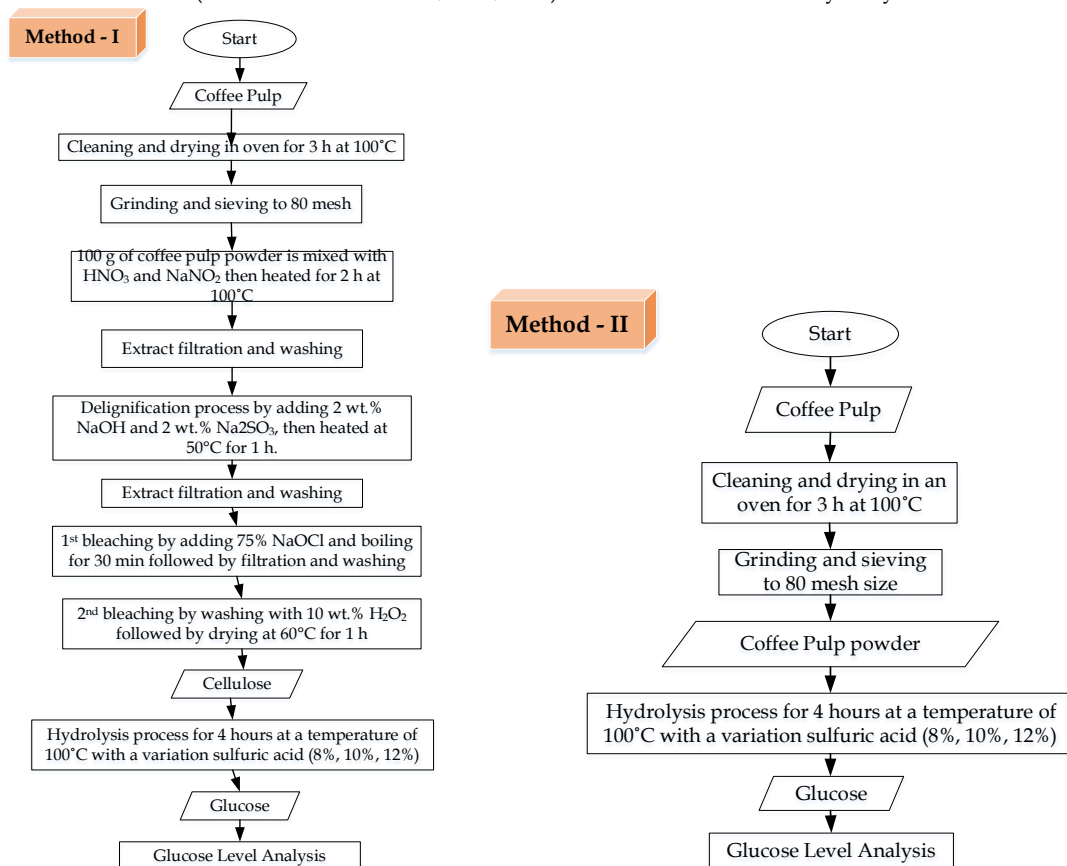 Method - I
Start
Coffee Pulp
Cleaning and drying in oven for 3 h at 100˚C
Grinding and sieving to 80 mesh
100 g of coffee pulp powder is mixed with
HNO₃ and NaNO₂ then heated for 2 h at
100˚C
Extract filtration and washing
Delignification process by adding 2 wt.%
NaOH and 2 wt.% Na2SO₃, then heated at
50°C for 1 h.
Extract filtration and washing
1ˢᵗ bleaching by adding 75% NaOCl and boiling
for 30 min followed by filtration and washing
2ⁿᵈ bleaching by washing with 10 wt.% H₂O₂
followed by drying at 60°C for 1 h
Cellulose
Hydrolysis process for 4 hours at a temperature of
100˚C with a variation sulfuric acid (8%, 10%, 12%)
Glucose
Glucose Level Analysis
Method - II
Start
Coffee Pulp
Cleaning and drying in an
oven for 3 h at 100˚C
Grinding and sieving
to 80 mesh size
Coffee Pulp powder
Hydrolysis process for 4 hours at a temperature of
100˚C with a variation sulfuric acid (8%, 10%, 12%)
Glucose
Glucose Level Analysis